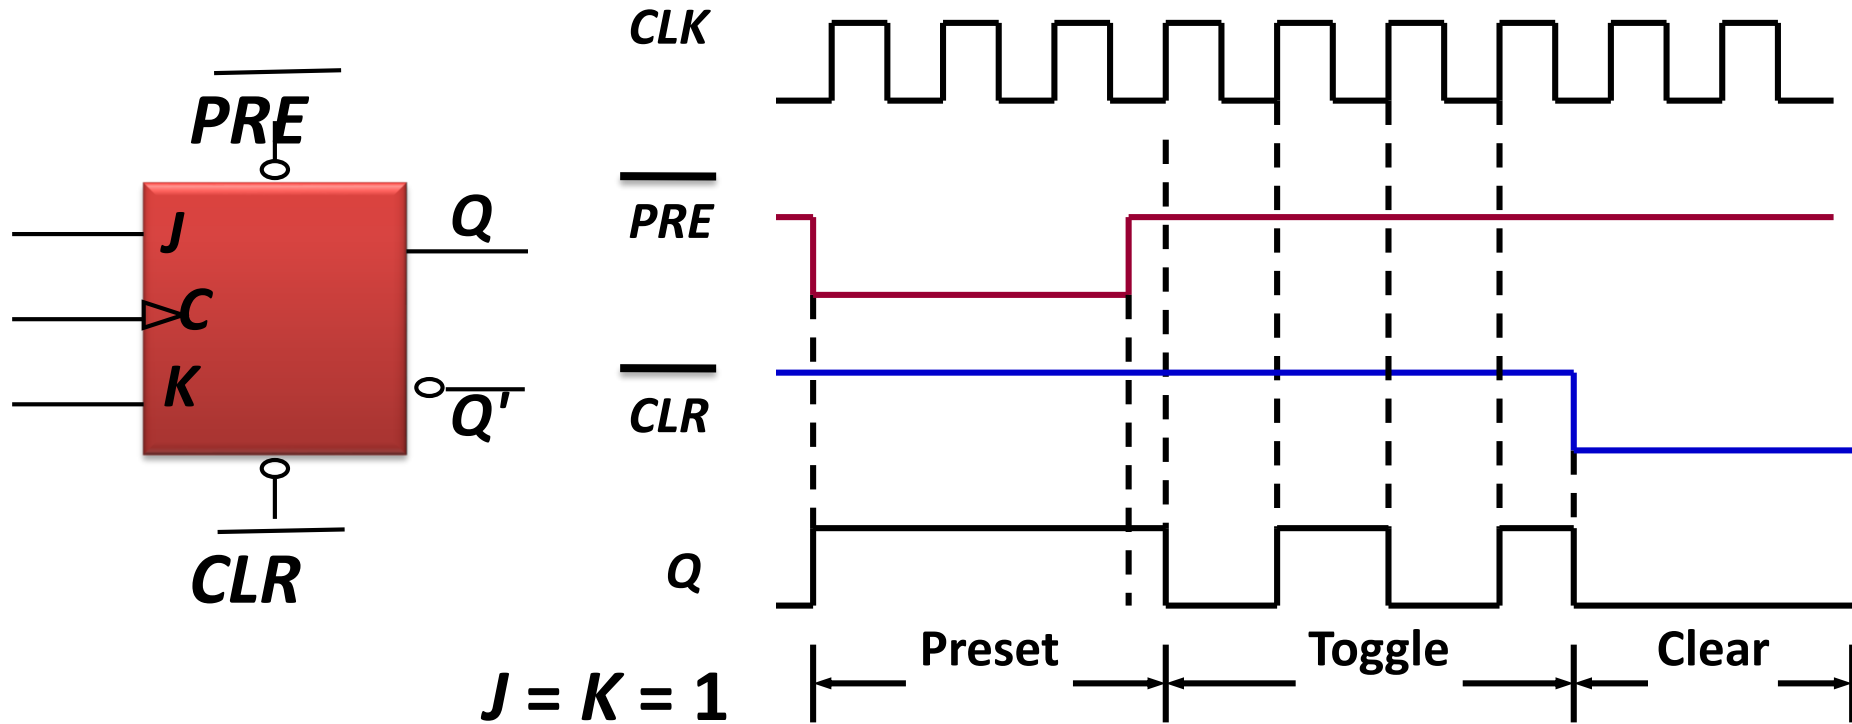 PRE
J
C
K
Q
Q'
CLR
J = K = 1
CLK
PRE
CLR
Q
Preset
Toggle
Clear